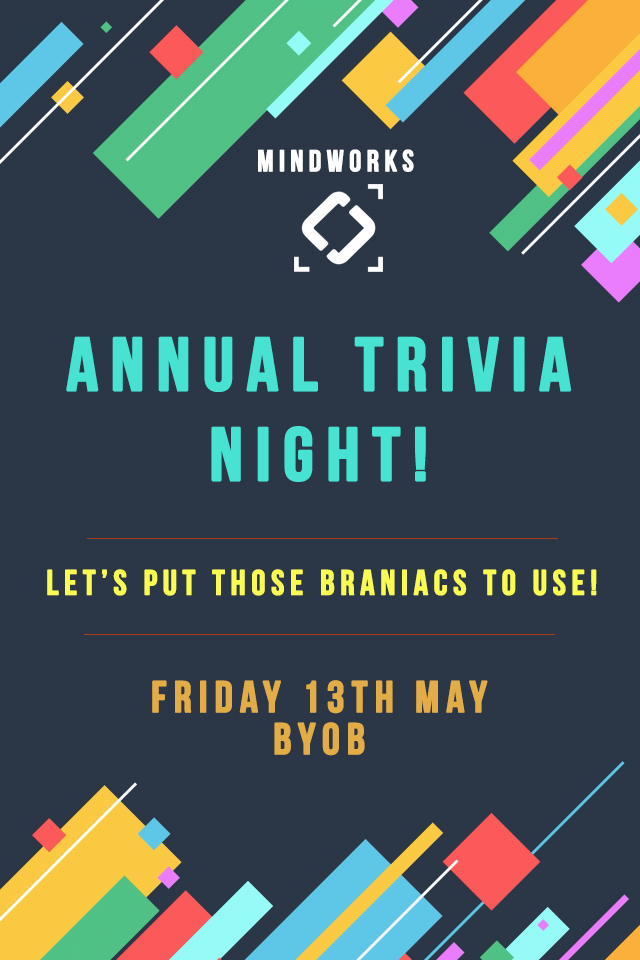 MINDWORKS
ANNUAL TRIVIA
NIGHT!
LET'S PUT THOSE BRANIACS TO USE!
FRIDAY 13TH MAY
BYOB